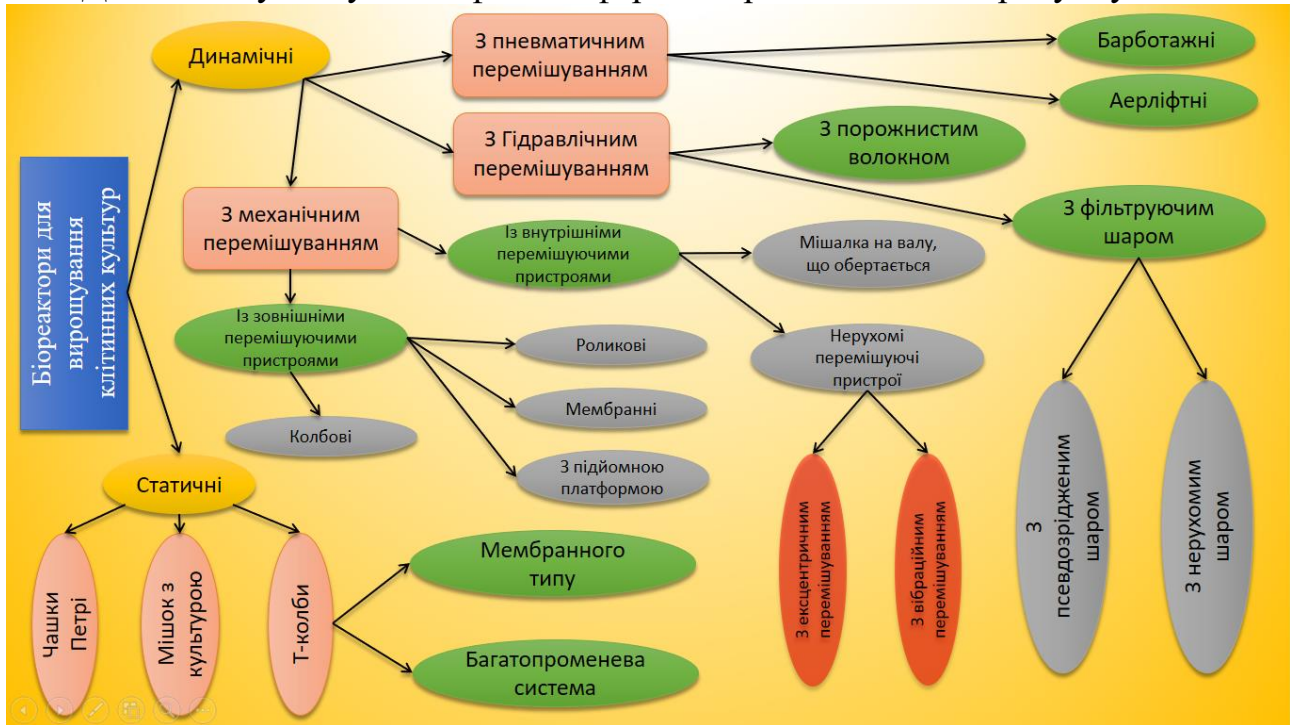 Динамічні
З пневматичним
перемішуванням
Барботажні
Аерліфтні
З Гідравлічним
перемішуванням
З порожнистим
волокном
З фільтруючим
шаром
Біореактори для
вирощування
клітинних культур
З механічним
перемішуванням
Із внутрішніми
перемішуючими
пристроями
Мішалка на валу,
що обертається
Із зовнішніми
перемішуючими
пристроями
Роликові
Нерухомі
перемішуючі
пристрої
Мембранні
Колбові
З підйомною
платформою
Статичні
З ексцентричним
перемішуванням
З вібраційним
перемішуванням
З
псевдозрідженим
шаром
З нерухомим
шаром
Чашки
Петрі
Мішок з
культурою
Т-колби
Мембранного
типу
Багатопроменева
система